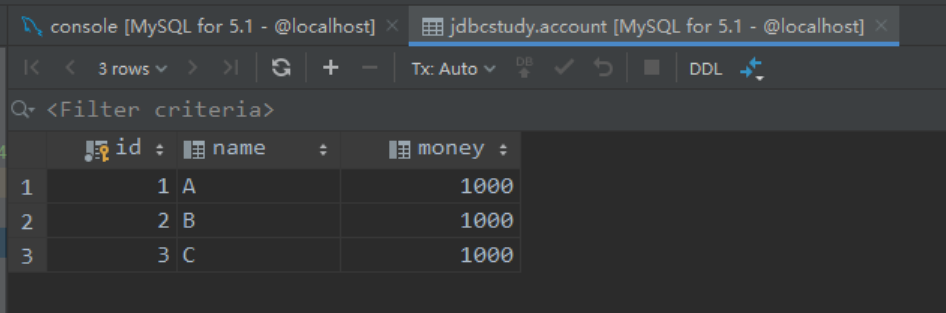 console [MySQL for 5.1 - @localhost] jdbcstudy.account [MySQL for 5.1 - @localhost]
3 rows Tx: Auto DB DDL
<Filter criteria>
id name money
1 1 A 1000
2 2 B 1000
3 3 C 1000